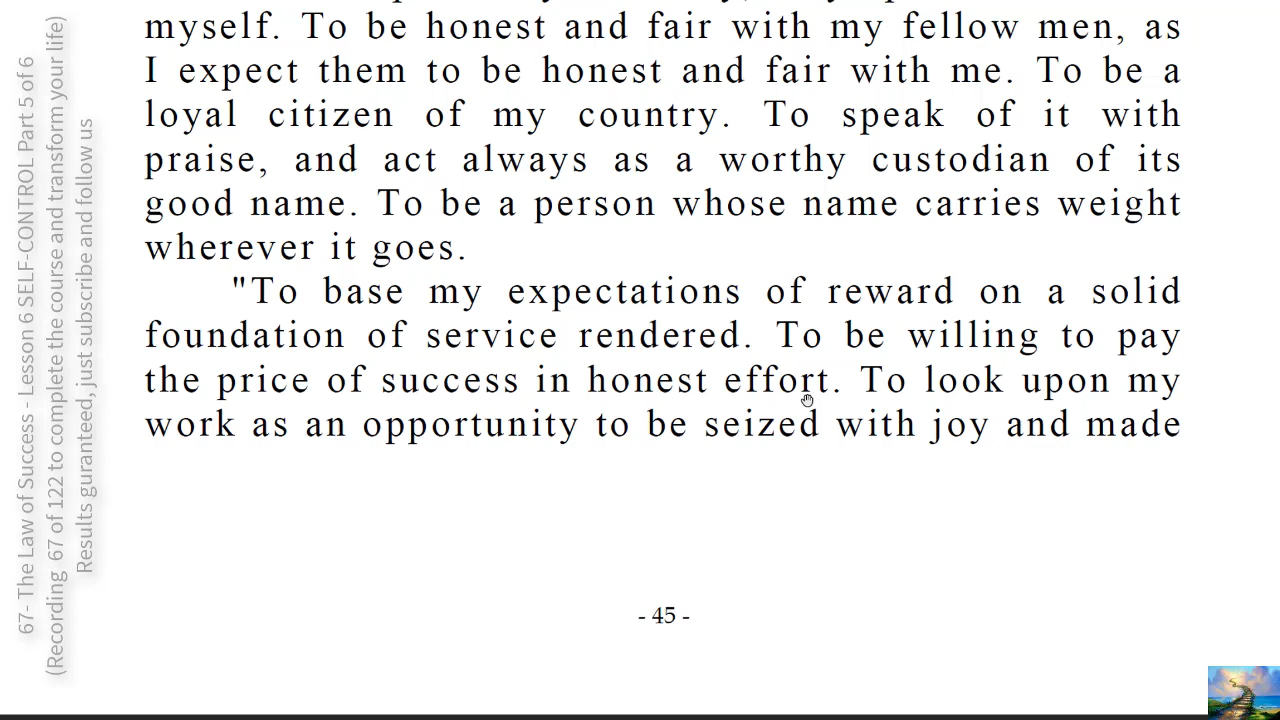 myself. To be honest and fair with my fellow men, as
I expect them to be honest and fair with me. To be a
loyal citizen of my country. To speak of it with
praise, and act always as a worthy custodian of its
good name. To be a person whose name carries weight
wherever it goes.
"To base my expectations of reward on a solid
foundation of service rendered. To be willing to pay
the price of success in honest effort. To look upon my
work as an opportunity to be seized with joy and made
- 45 -
67- The Law of Success - Lesson 6 SELF-CONTROL Part 5 of 6
(Recording 67 of 122 to complete the course and transform your life)
Results guranteed, just subscribe and follow us